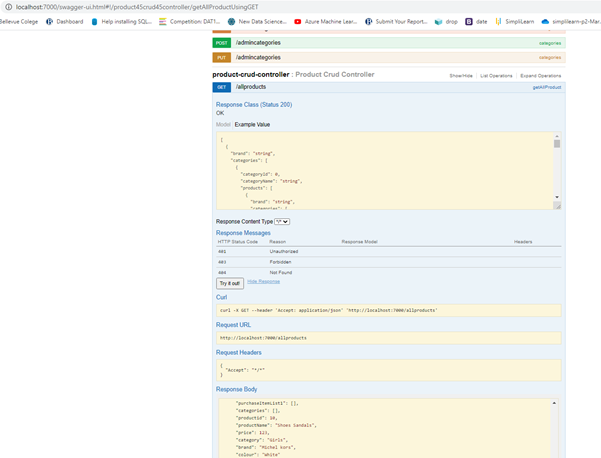 localhost:7000/swagger-ui.html#!/product45crud45controller/getAllProductUsingGET
Bellevue Colege Dashboard Help installing SQL... Competition: DAT1... New Data Science... Azure Machine Lear... Submit Your Report... drop date SimpliLearn simplilearn-p2-Mar
POST /admincategories categories
PUT /admincategories categories
product-crud-controller : Product Crud Controller Show/Hide List Operations Expand Operations
GET /allproducts getAllProduct
Response Class (Status 200)
OK
Model Example Value
[
{
"brand": "string",
"categories": [
{
"categoryId": 0,
"categoryName": "string",
"products": [
{
"brand": "string",
"categories": [
Response Content Type */*
Response Messages
HTTP Status Code Reason Response Model Headers
401 Unauthorized
403 Forbidden
404 Not Found
Try it out! Hide Response
Curl
curl -X GET --header 'Accept: application/json' 'http://localhost:7000/allproducts'
Request URL
http://localhost:7000/allproducts
Request Headers
{
"Accept": "*/*"
}
Response Body
"purchaseItemList1": [],
"categories": [],
"productid": 10,
"productName": "Shoes Sandals",
"price": 123,
"category": "Girls",
"brand": "Michel kors",
"colour": "White"